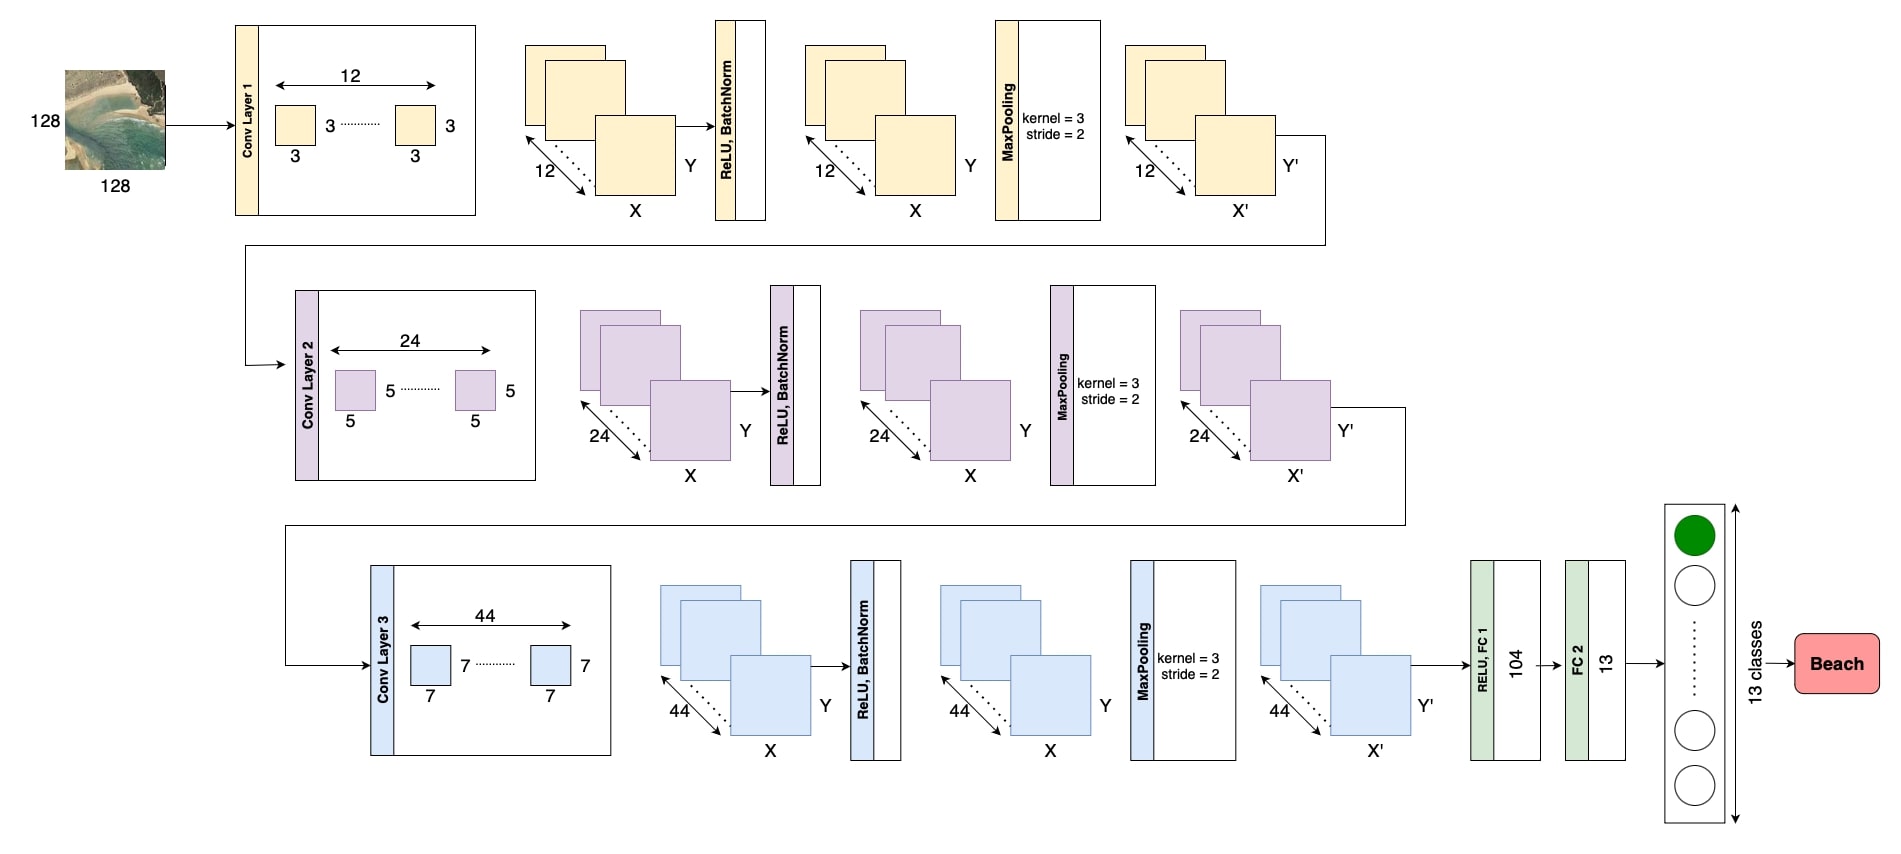 128
128
Conv Layer 1
12
3
3
3
3
12
Y
X
ReLU, BatchNorm
12
Y
X
MaxPooling
kernel = 3
stride = 2
12
Y'
X'
Conv Layer 2
24
5
5
5
5
24
Y
X
ReLU, BatchNorm
24
Y
X
MaxPooling
kernel = 3
stride = 2
24
Y'
X'
Conv Layer 3
44
7
7
7
7
44
Y
X
ReLU, BatchNorm
44
Y
X
MaxPooling
kernel = 3
stride = 2
44
Y'
X'
RELU, FC 1
104
FC 2
13
13 classes
Beach